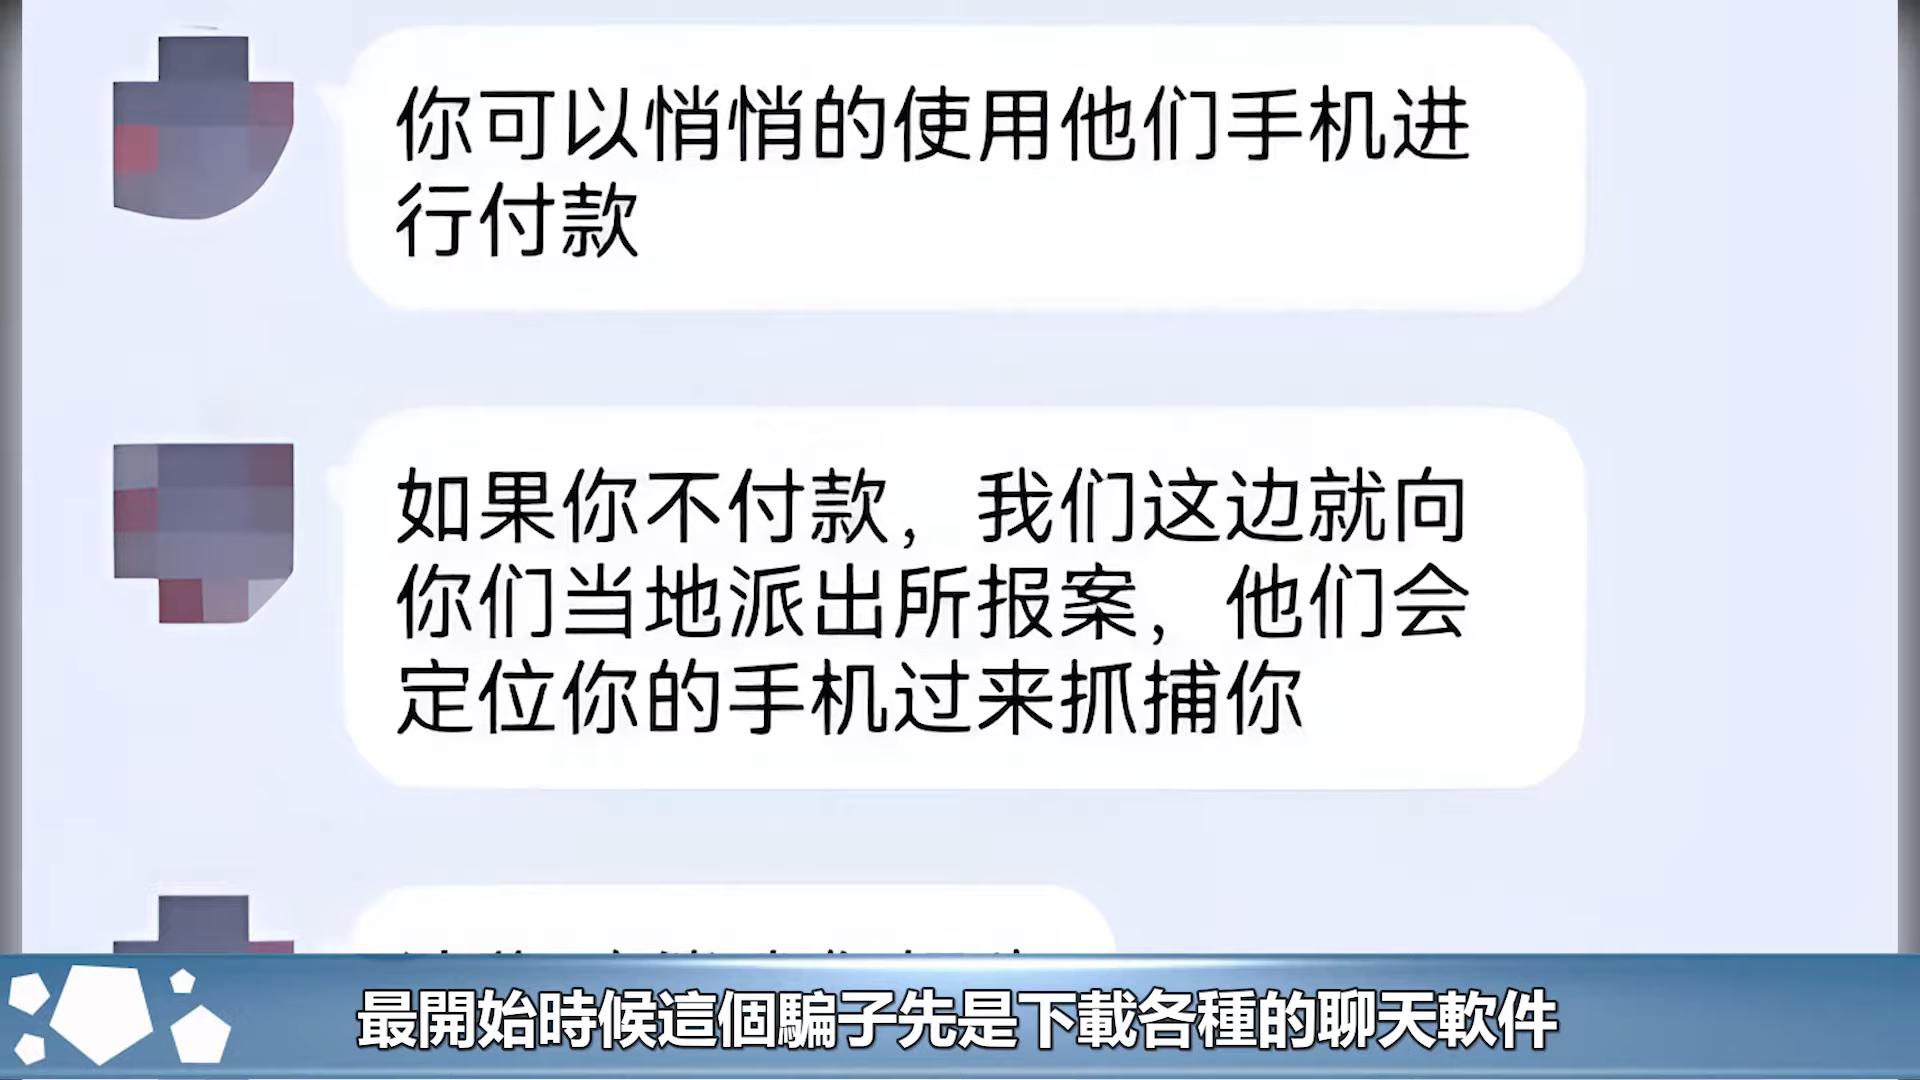 你可以悄悄的使用他们手机进
行付款
如果你不付款，我们这边就向
你们当地派出所报案，他们会
定位你的手机过来抓捕你
最開始時候這個騙子先是下載各種的聊天軟件